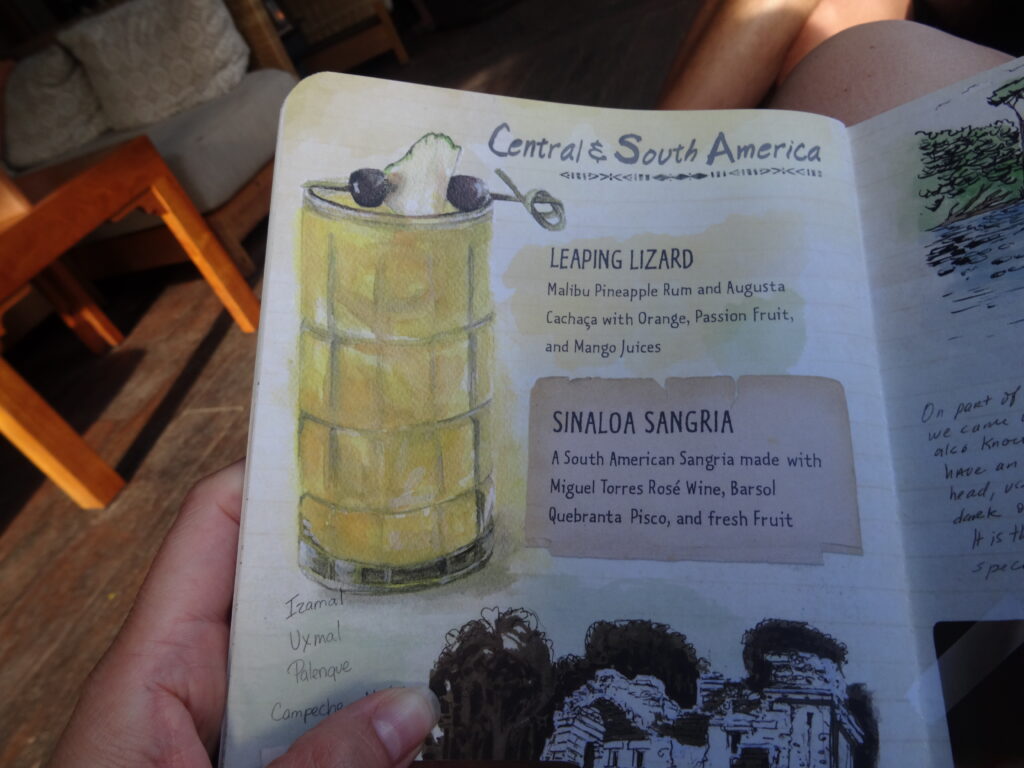 Central & South America
LEAPING LIZARD
Malibu Pineapple Rum and Augusta
Cachaça with Orange, Passion Fruit,
and Mango Juices
SINALOA SANGRIA
A South American Sangria made with
Miguel Torres Rosé Wine, Barsol
Quebranta Pisco, and fresh Fruit
Izamal
Uxmal
Palenque
Campeche
On part of
we came
also know
have an
head,
dark
It is th
speci